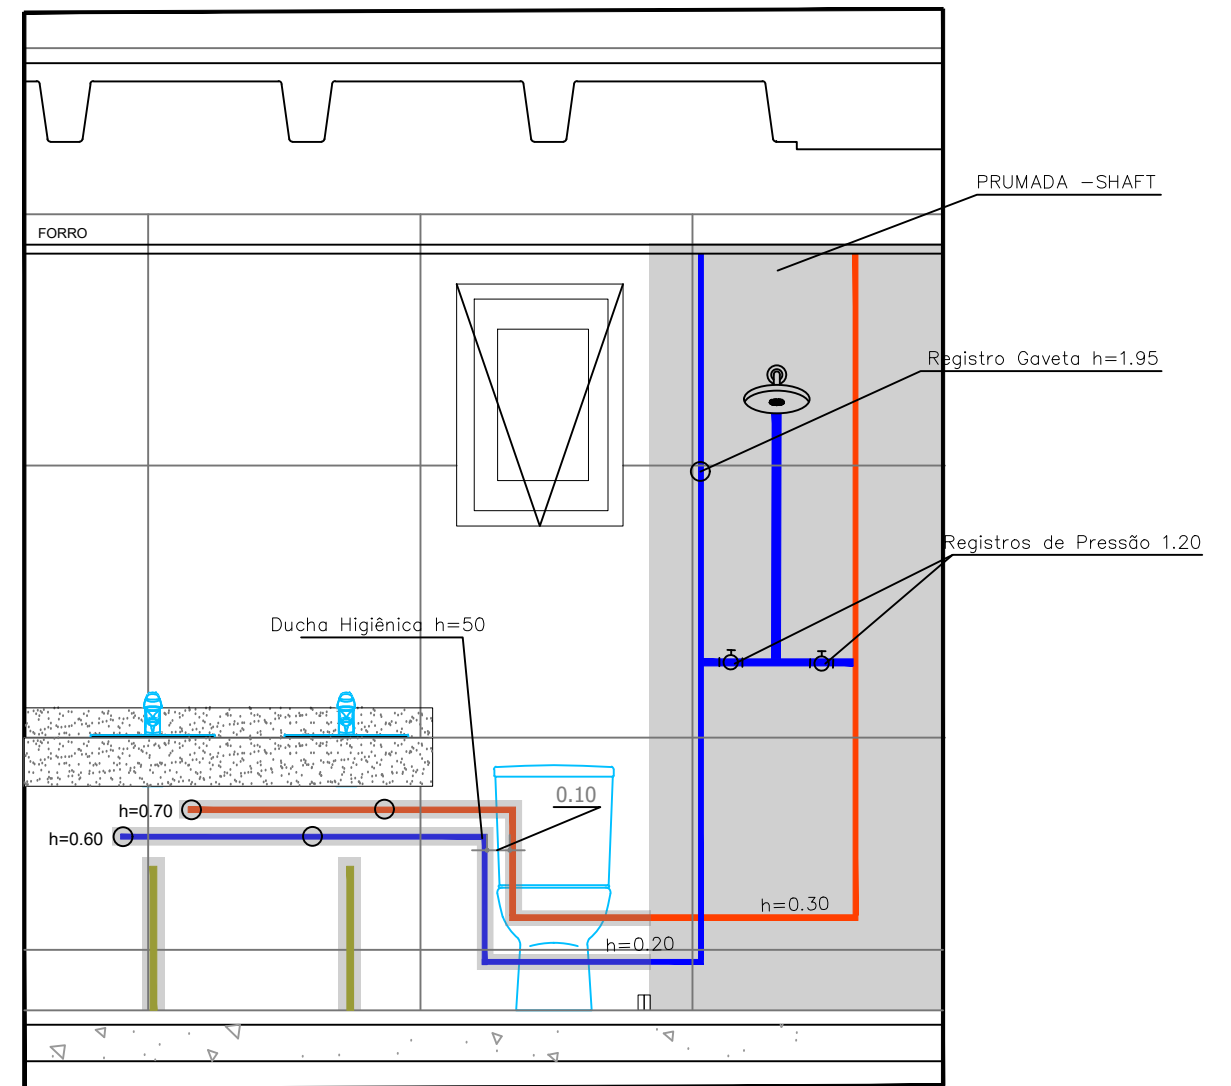 PRUMADA -SHAFT
FORRO
Registro Gaveta h=1.95
Registros de Pressão 1.20
Ducha Higiênica h=50
0.10
h=0.70
h=0.60
h=0.30
h=0.20